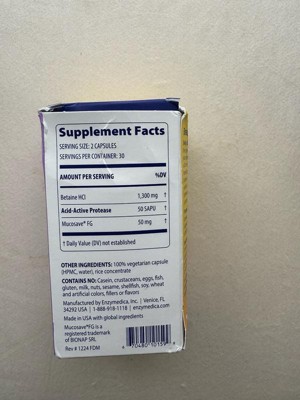 Supplement Facts
SERVING SIZE: 2 CAPSULES
SERVINGS PER CONTAINER: 30
AMOUNT PER SERVING %DV
Betaine HCl 1,300 mg †
Acid-Active Protease 50 SAPU †
Mucosave® FG 50 mg †
† Daily Value (DV) not established
OTHER INGREDIENTS: 100% vegetarian capsule
(HPMC, water), rice concentrate
CONTAINS NO: Casein, crustaceans, eggs, fish,
gluten, milk, nuts, sesame, shellfish, soy, wheat
and animal colors, fillers or flavors
Manufactured by Enzymedica, Inc. | Venice, FL
34292 USA | 1-888-918-1118 | enzymedica.com
Made in USA with global ingredients
Mucosave®FG is a
registered trademark
of BIONAP SRL
Rev # 1224 FDM